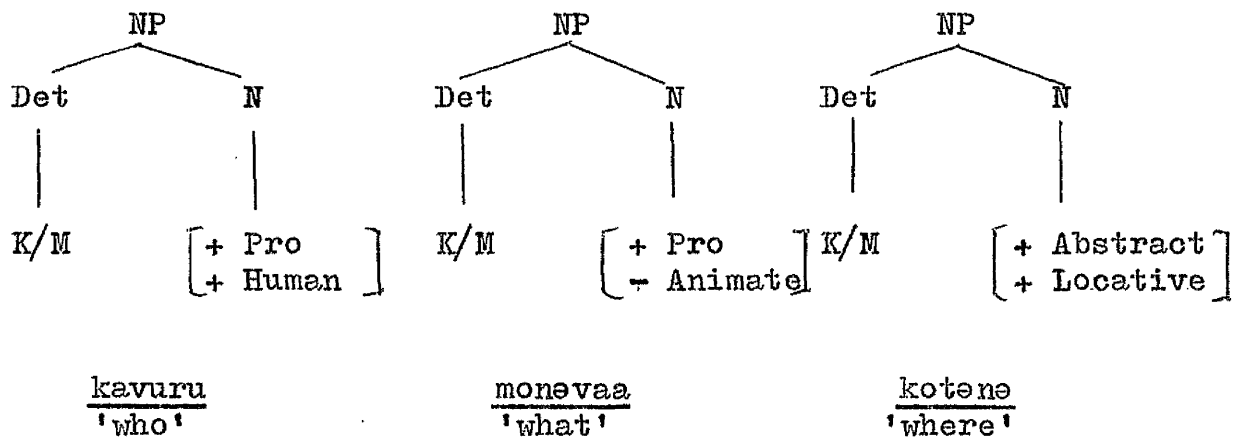 NP NP NP
Det N Det N Det N
K/M [+ Pro K/M [+ Pro K/M [+ Abstract
+ Human] - Animate] + Locative]
kavuru monəvaa kotənə
'who' 'what' 'where'